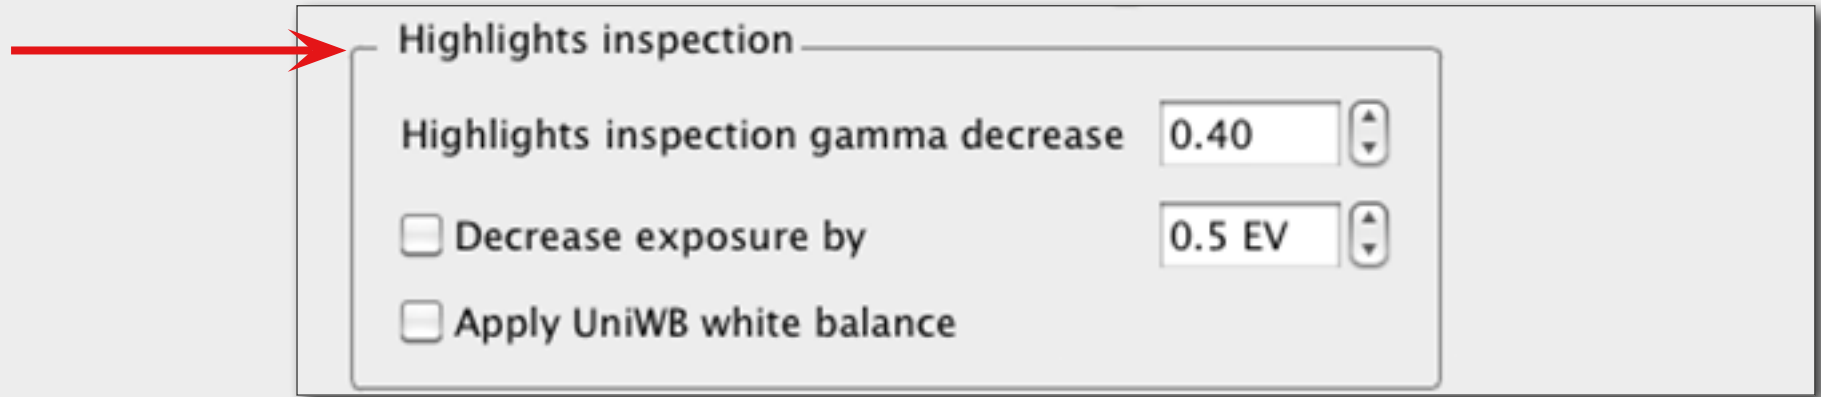 Highlights inspection
Highlights inspection gamma decrease 0.40
Decrease exposure by 0.5 EV
Apply UniWB white balance